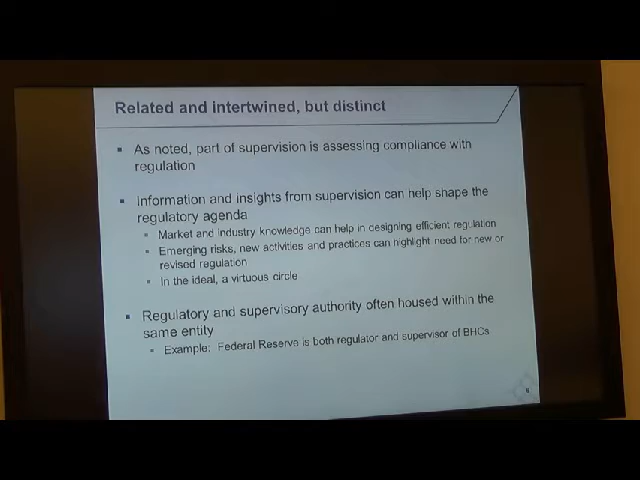 Related and intertwined, but distinct
▪ As noted, part of supervision is assessing compliance with
regulation
▪ Information and insights from supervision can help shape the
regulatory agenda
▪ Market and industry knowledge can help in designing efficient regulation
▪ Emerging risks, new activities and practices can highlight need for new or
revised regulation
▪ In the ideal, a virtuous circle
▪ Regulatory and supervisory authority often housed within the
same entity
▪ Example: Federal Reserve is both regulator and supervisor of BHCs